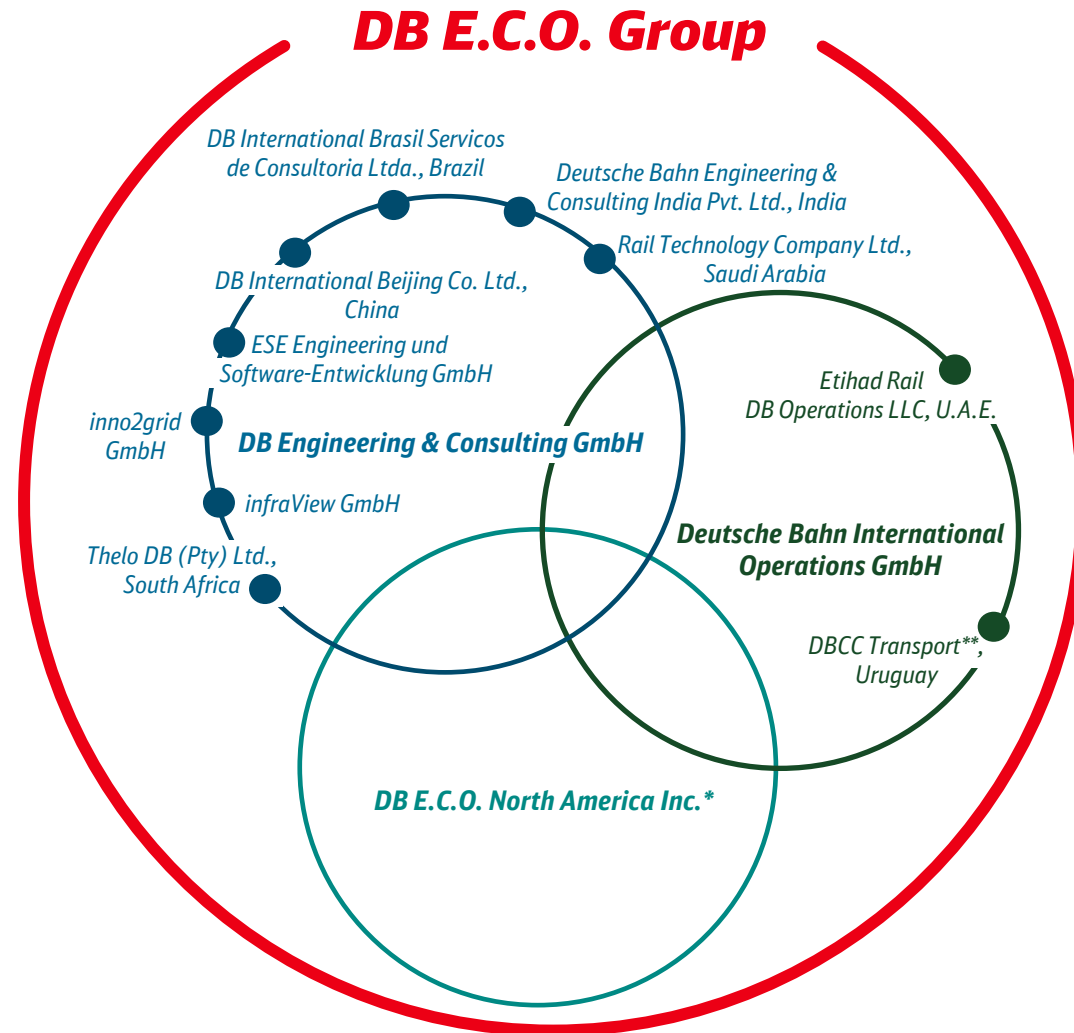 DB E.C.O. Group
DB International Brasil Servicos
de Consultoria Ltda., Brazil
Deutsche Bahn Engineering &
Consulting India Pvt. Ltd., India
Rail Technology Company Ltd.,
Saudi Arabia
DB International Beijing Co. Ltd.,
China
ESE Engineering und
Software-Entwicklung GmbH
Etihad Rail
DB Operations LLC, U.A.E.
inno2grid
GmbH
DB Engineering & Consulting GmbH
infraView GmbH
Deutsche Bahn International
Operations GmbH
Thelo DB (Pty) Ltd.,
South Africa
DBCC Transport**,
Uruguay
DB E.C.O. North America Inc.*